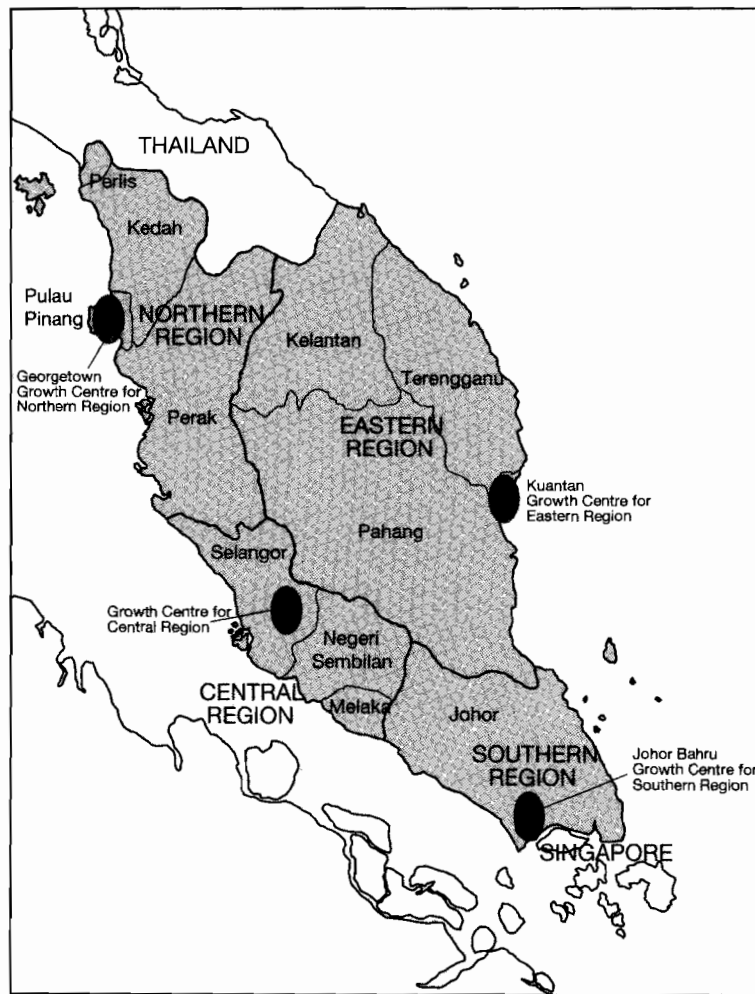 THAILAND
Perlis
Kedah
Pulau
Pinang
NORTHERN
REGION
Kelantan
Georgetown
Growth Centre for
Northern Region
Terengganu
Perak
EASTERN
REGION
Kuantan
Growth Centre for
Eastern Region
Pahang
Selangor
Growth Centre for
Central Region
Negeri
Sembilan
CENTRAL
REGION
Melaka
Johor
SOUTHERN
REGION
Johor Bahru
Growth Centre for
Southern Region
SINGAPORE